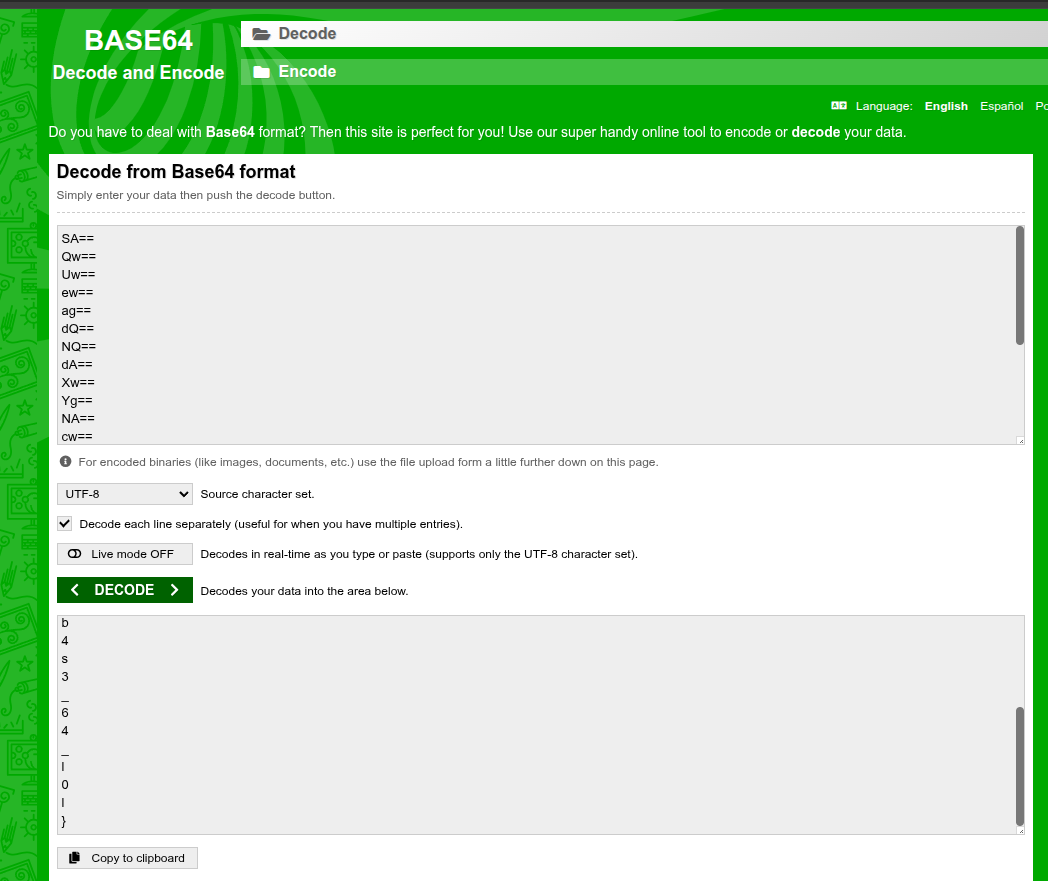 BASE64
Decode and Encode
Decode
Encode
Language: English Español Po
Do you have to deal with Base64 format? Then this site is perfect for you! Use our super handy online tool to encode or decode your data.
Decode from Base64 format
Simply enter your data then push the decode button.
SA==
Qw==
Uw==
ew==
ag==
dQ==
NQ==
dA==
Xw==
Yg==
NA==
cw==
For encoded binaries (like images, documents, etc.) use the file upload form a little further down on this page.
UTF-8 Source character set.
Decode each line separately (useful for when you have multiple entries).
Live mode OFF Decodes in real-time as you type or paste (supports only the UTF-8 character set).
DECODE Decodes your data into the area below.
b
4
s
3
_
6
4
_
l
0
l
}
Copy to clipboard